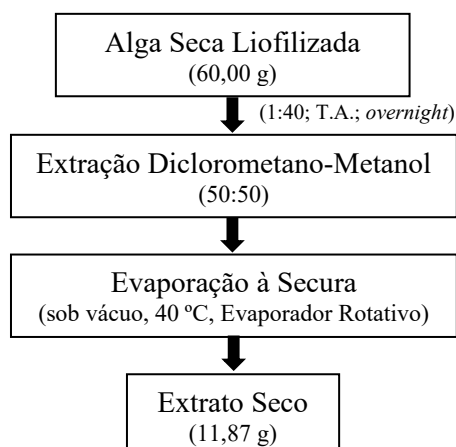 Alga Seca Liofilizada
(60,00 g)
(1:40; T.A.; overnight)
Extração Diclorometano-Metanol
(50:50)
Evaporação à Secura
(sob vácuo, 40 ºC, Evaporador Rotativo)
Extrato Seco
(11,87 g)